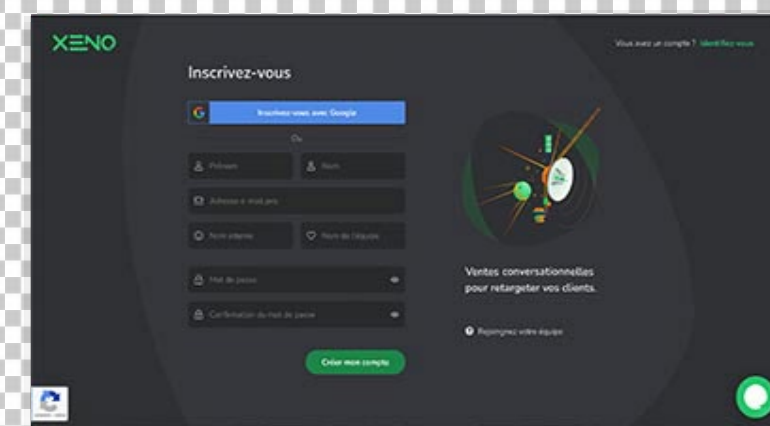 XENO
Vous avez un compte ? Identifiez-vous
Inscrivez-vous
Inscrivez-vous avec Google
Ou
Prénom
Nom
Adresse e-mail pro
Nom interne
Nom de l'équipe
Mot de passe
Confirmation du mot de passe
Créer mon compte
Ventes conversationnelles
pour retargeter vos clients.
Rejoignez votre équipe